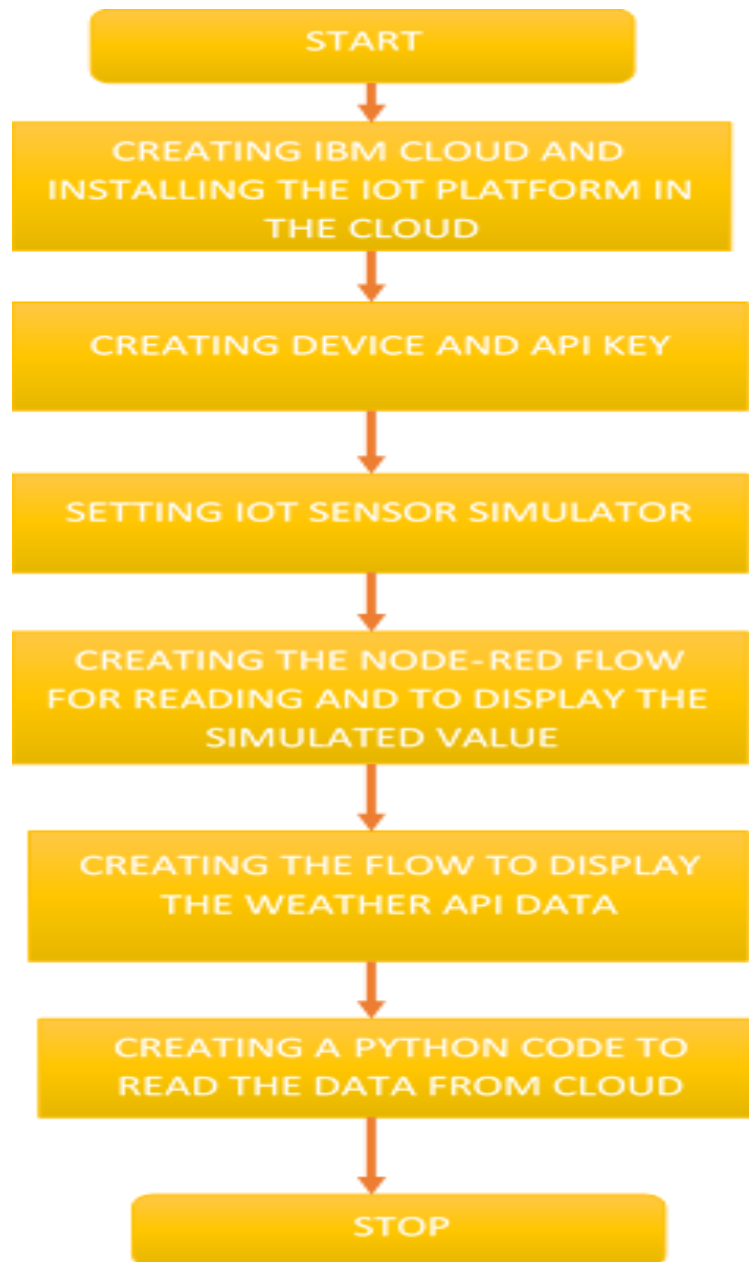 START
CREATING IBM CLOUD AND
INSTALLING THE IOT PLATFORM IN
THE CLOUD
CREATING DEVICE AND API KEY
SETTING IOT SENSOR SIMULATOR
CREATING THE NODE-RED FLOW
FOR READING AND TO DISPLAY THE
SIMULATED VALUE
CREATING THE FLOW TO DISPLAY
THE WEATHER API DATA
CREATING A PYTHON CODE TO
READ THE DATA FROM CLOUD
STOP